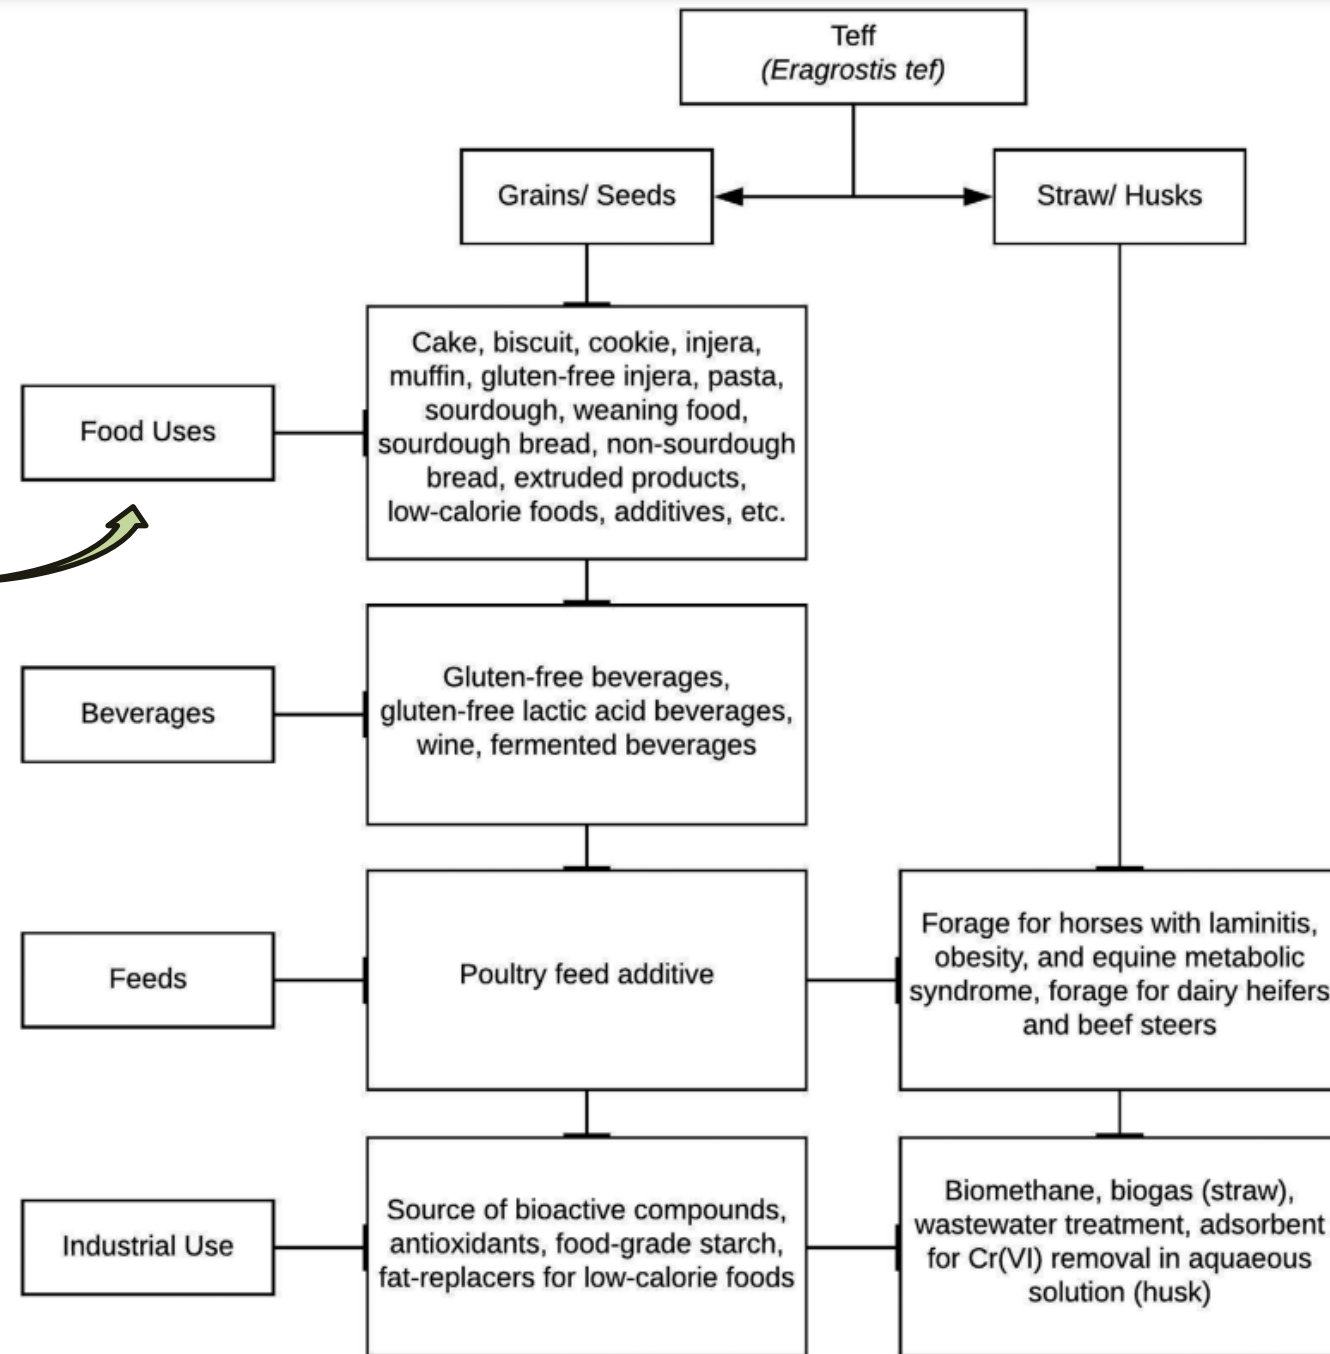 Teff
(Eragrostis tef)
Grains/ Seeds
Straw/ Husks
Food Uses
Cake, biscuit, cookie, injera,
muffin, gluten-free injera, pasta,
sourdough, weaning food,
sourdough bread, non-sourdough
bread, extruded products,
low-calorie foods, additives, etc.
Beverages
Gluten-free beverages,
gluten-free lactic acid beverages,
wine, fermented beverages
Feeds
Poultry feed additive
Forage for horses with laminitis,
obesity, and equine metabolic
syndrome, forage for dairy heifers
and beef steers
Industrial Use
Source of bioactive compounds,
antioxidants, food-grade starch,
fat-replacers for low-calorie foods
Biomethane, biogas (straw),
wastewater treatment, adsorbent
for Cr(VI) removal in aquaeous
solution (husk)